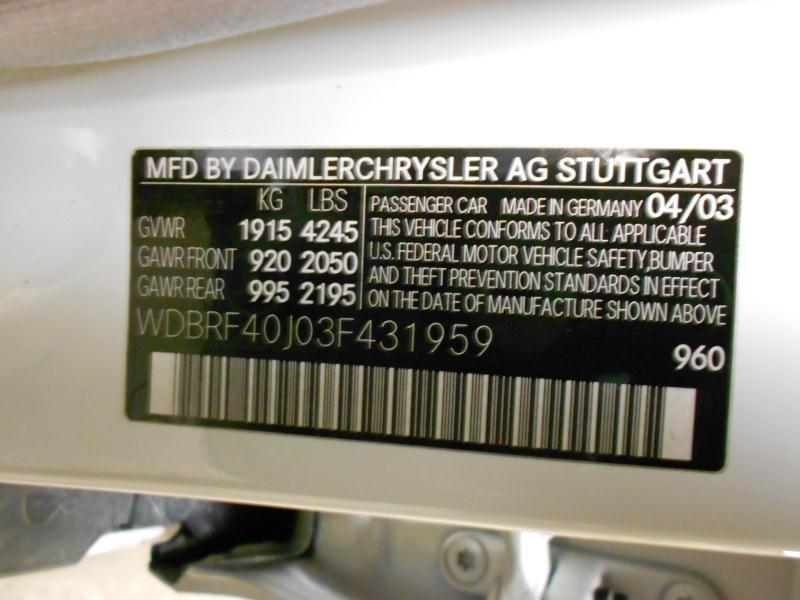 MFD BY DAIMLERCHRYSLER AG STUTTGART
KG LBS
GVWR 1915 4245
GAWR FRONT 920 2050
GAWR REAR 995 2195
PASSENGER CAR MADE IN GERMANY 04/03
THIS VEHICLE CONFORMS TO ALL APPLICABLE
U.S. FEDERAL MOTOR VEHICLE SAFETY, BUMPER
AND THEFT PREVENTION STANDARDS IN EFFECT
ON THE DATE OF MANUFACTURE SHOWN ABOVE
WDBRF40J03F431959
960